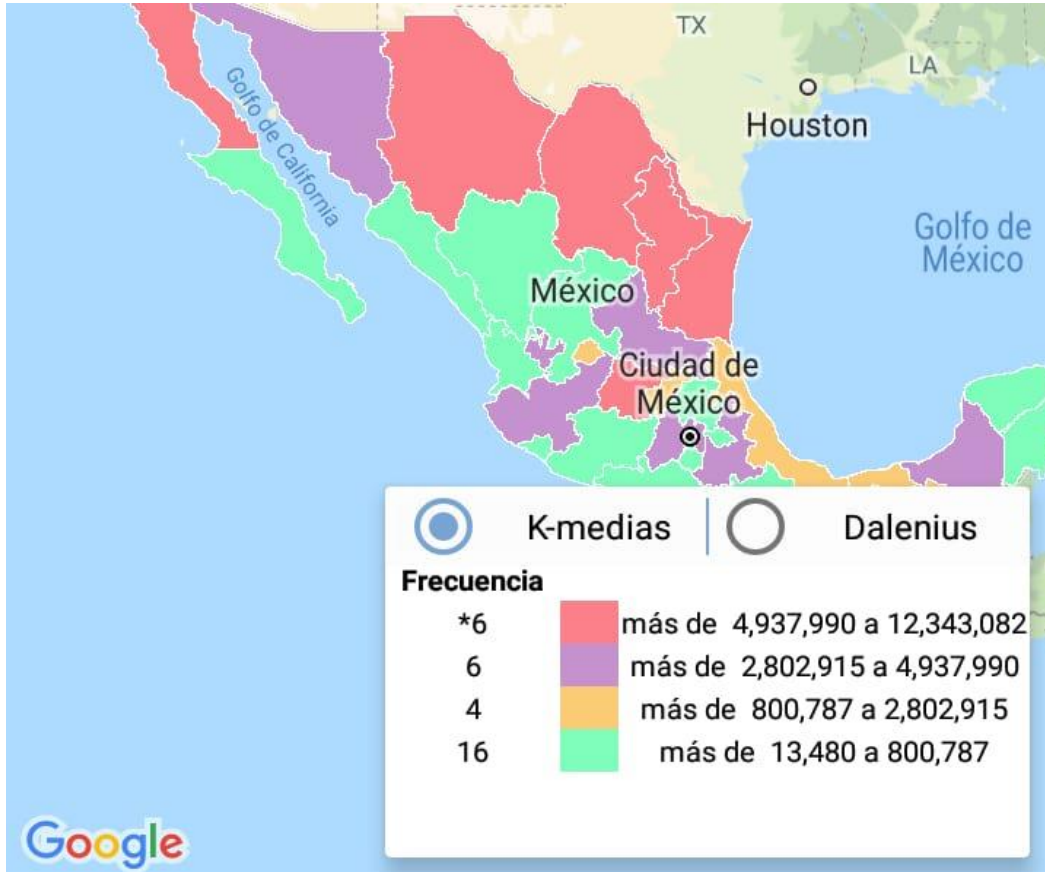 TX
LA
Houston
Golfo de California
Golfo de
México
México
Ciudad de
México
K-medias
Dalenius
Frecuencia
*6 más de 4,937,990 a 12,343,082
6 más de 2,802,915 a 4,937,990
4 más de 800,787 a 2,802,915
16 más de 13,480 a 800,787
Google